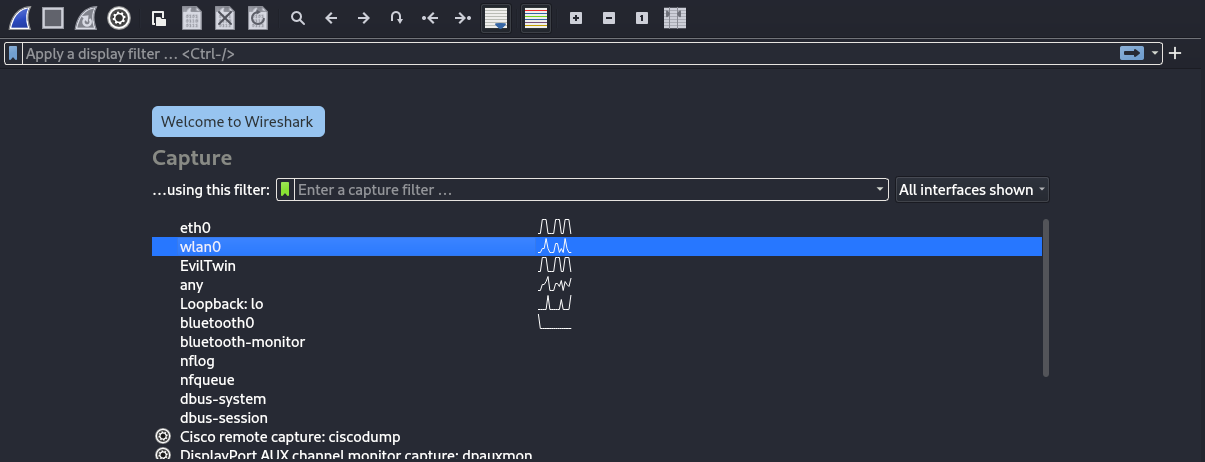 Apply a display filter … <Ctrl-/>
Welcome to Wireshark
Capture
…using this filter: Enter a capture filter … All interfaces shown
eth0
wlan0
EvilTwin
any
Loopback: lo
bluetooth0
bluetooth-monitor
nflog
nfqueue
dbus-system
dbus-session
Cisco remote capture: ciscodump
DisplayPort AUX channel monitor capture: dpauxmon